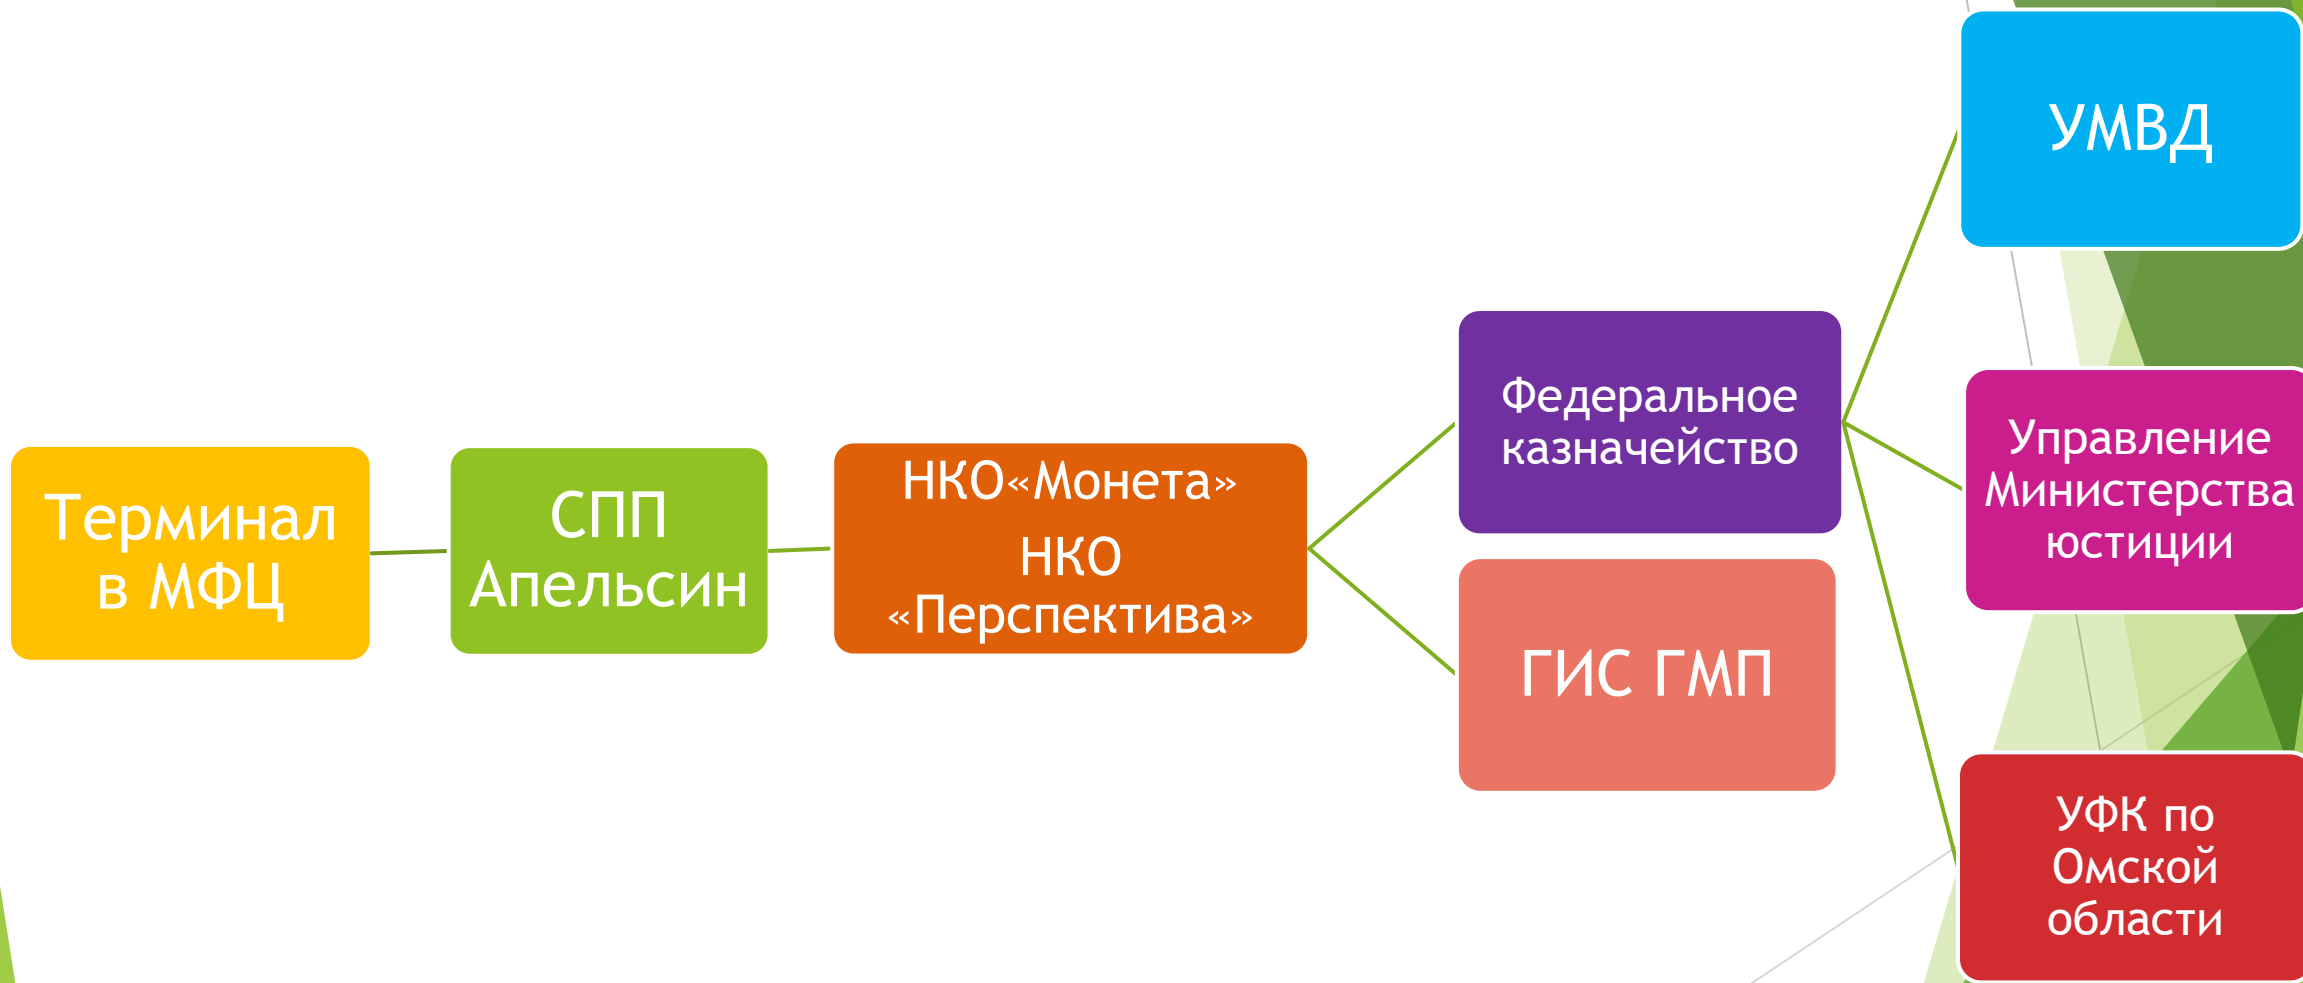 Терминал
в МФЦ
СПП
Апельсин
НКО«Монета»
НКО
«Перспектива»
Федеральное
казначейство
ГИС ГМП
УМВД
Управление
Министерства
юстиции
УФК по
Омской
области